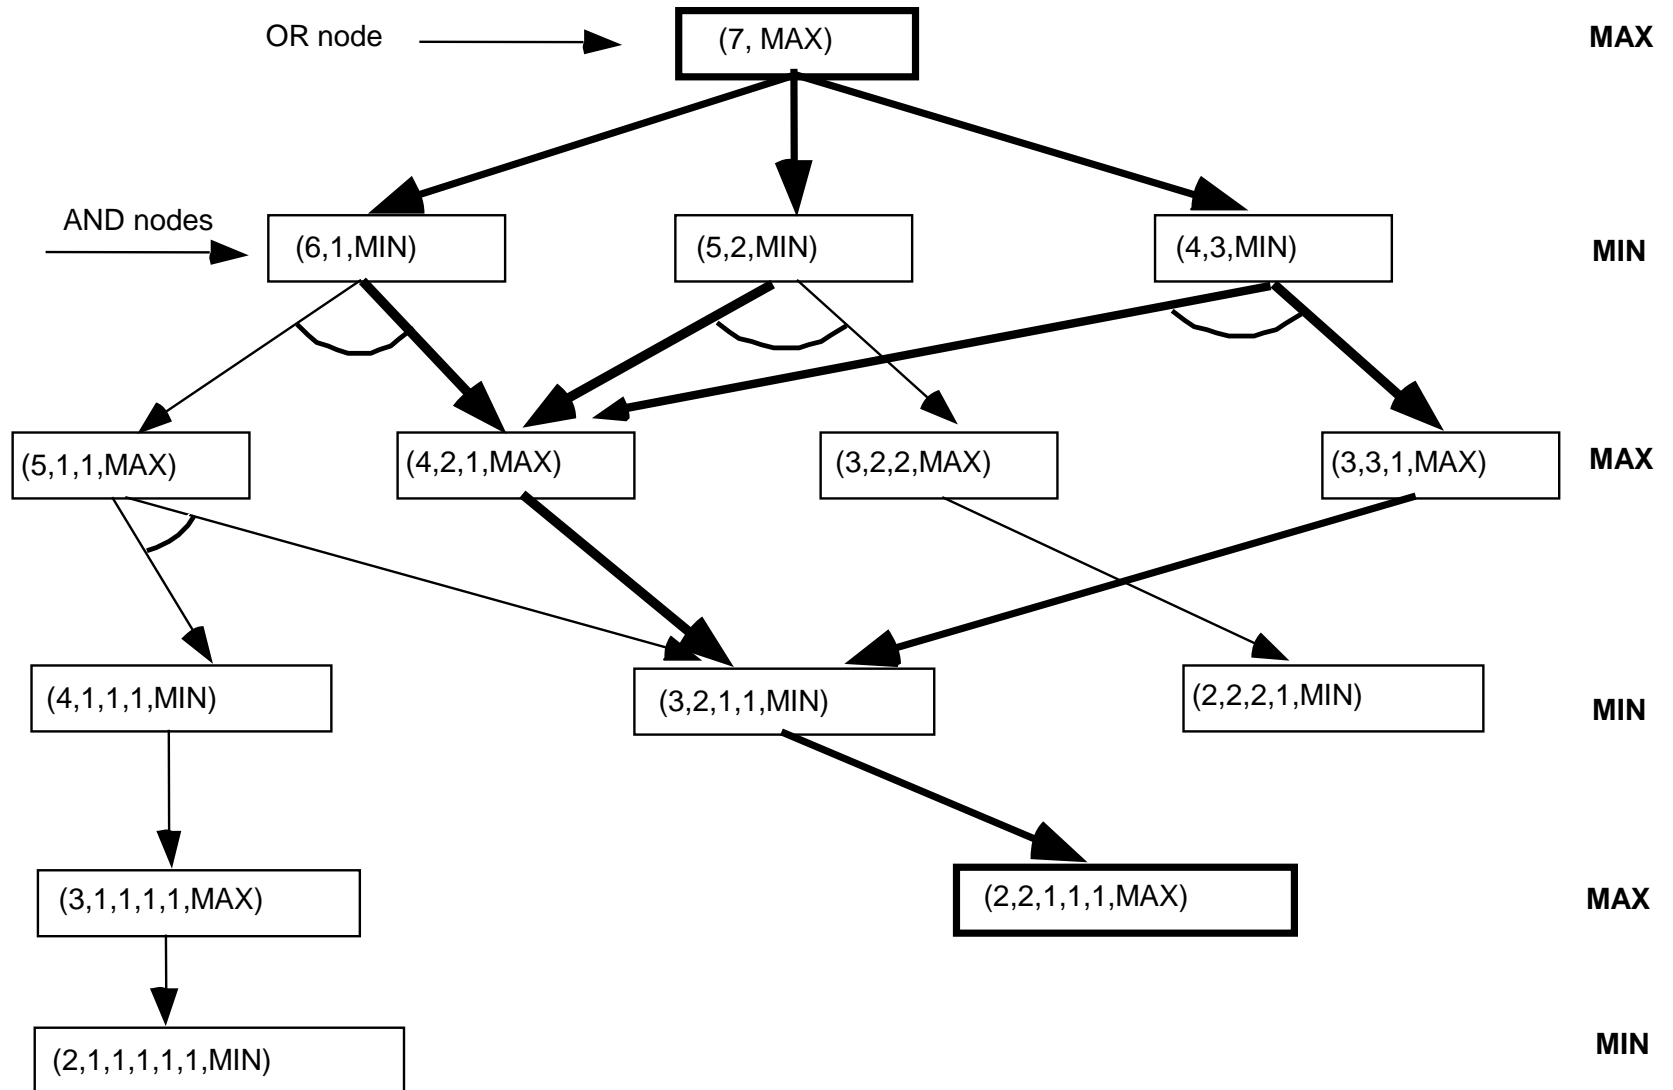 OR node
(7, MAX)
MAX
AND nodes
(6,1,MIN)
(5,2,MIN)
(4,3,MIN)
MIN
(5,1,1,MAX)
(4,2,1,MAX)
(3,2,2,MAX)
(3,3,1,MAX)
MAX
(4,1,1,1,MIN)
(3,2,1,1,MIN)
(2,2,2,1,MIN)
MIN
(3,1,1,1,1,MAX)
(2,2,1,1,1,MAX)
MAX
(2,1,1,1,1,1,MIN)
MIN